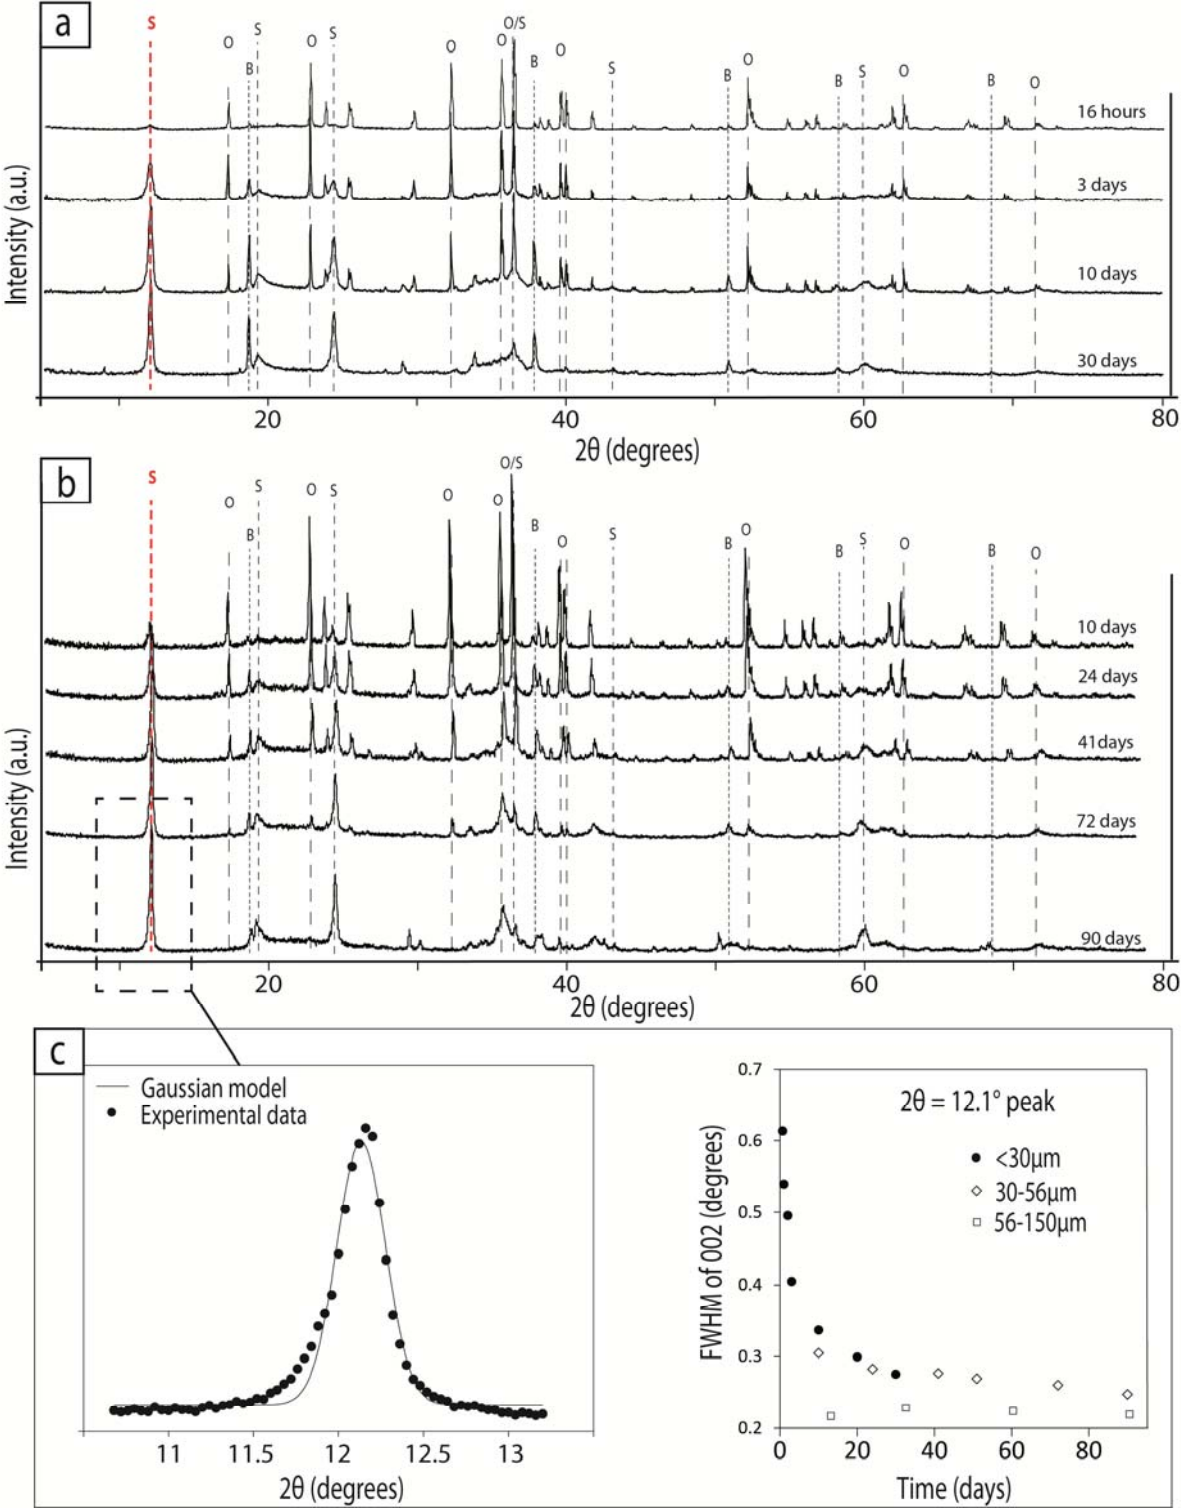 a
S
O
B
S
O
S
O
O
O/S
B
O
S
B
O
B
S
O
B
O
16 hours
3 days
10 days
30 days
Intensity (a.u.)
20
40
60
80
2θ (degrees)
b
S
O
B
S
O
S
O
O
O/S
B
O
S
B
O
B
S
O
B
O
10 days
24 days
41days
72 days
90 days
Intensity (a.u.)
20
40
60
80
2θ (degrees)
c
Gaussian model
Experimental data
11
11.5
12
12.5
13
2θ (degrees)
0.7
0.6
0.5
0.4
0.3
0.2
FWHM of 002 (degrees)
2θ = 12.1° peak
<30µm
30-56µm
56-150µm
0
20
40
60
80
Time (days)